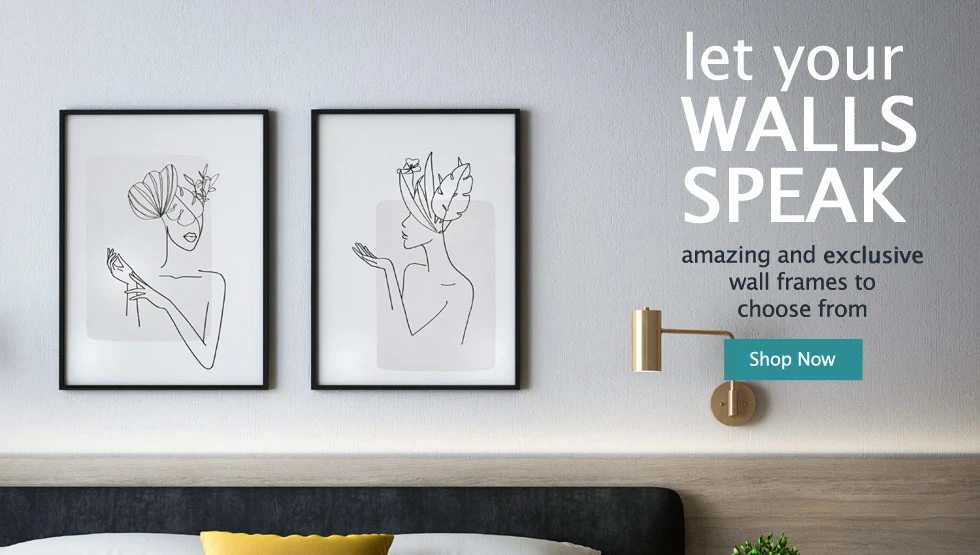 let your
WALLS
SPEAK
amazing and exclusive
wall frames to
choose from
Shop Now